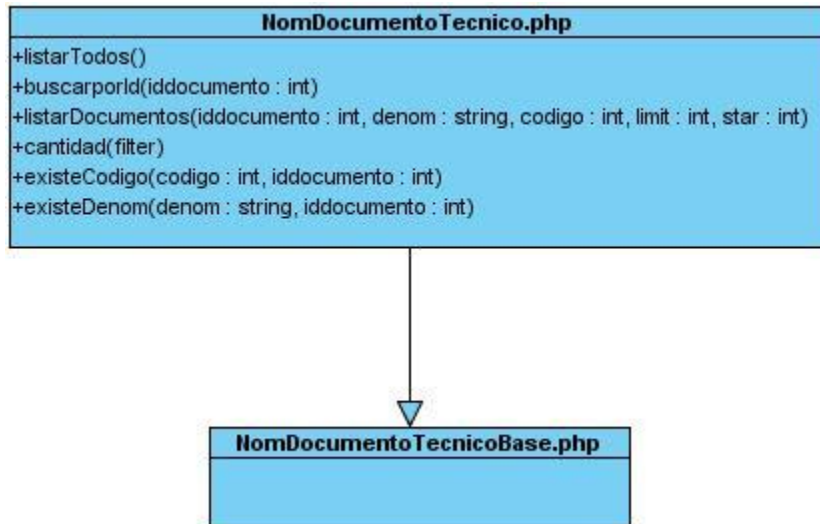 NomDocumentoTecnico.php
+listarTodos()
+buscarporId(iddocumento : int)
+listarDocumentos(iddocumento : int, denom : string, codigo : int, limit : int, star : int)
+cantidad(filter)
+existeCodigo(codigo : int, iddocumento : int)
+existeDenom(denom : string, iddocumento : int)
NomDocumentoTecnicoBase.php